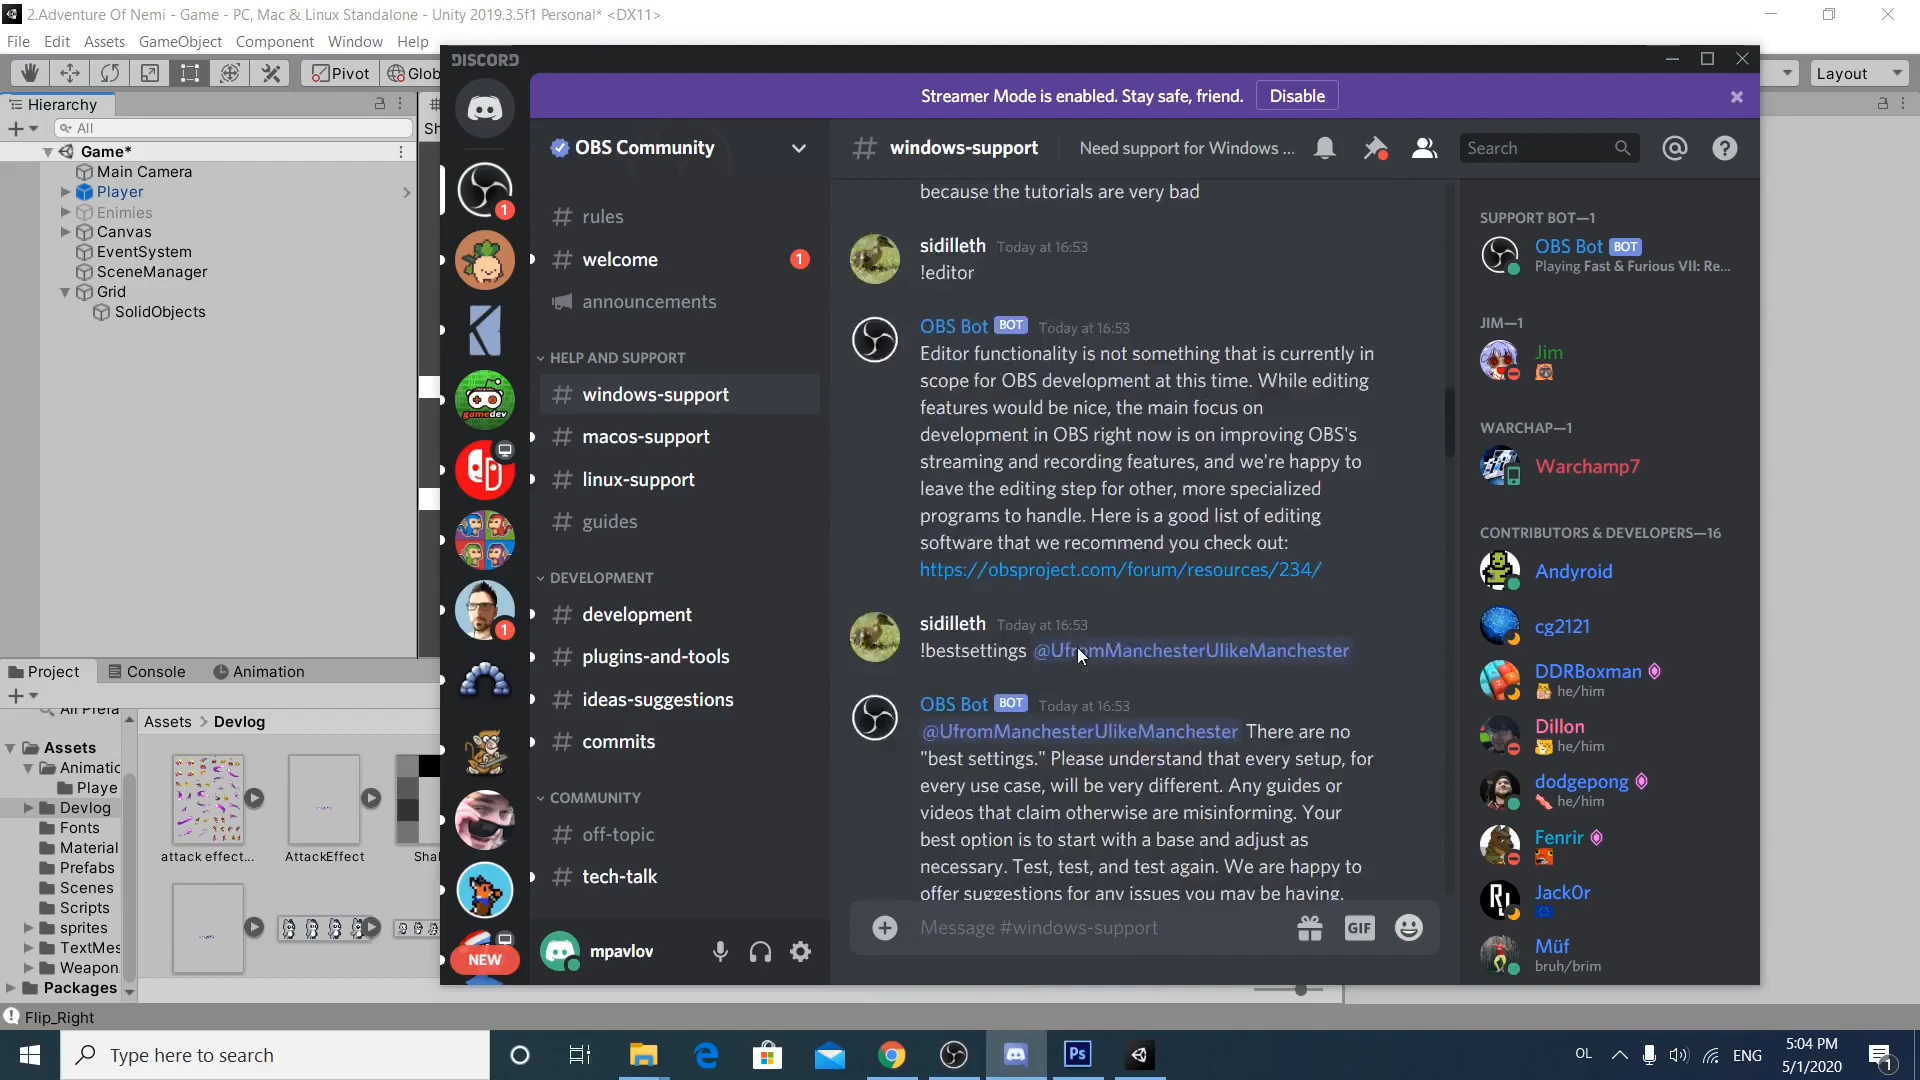 2.Adventure Of Nemi - Game - PC, Mac & Linux Standalone - Unity 2019.3.5f1 Personal* <DX11>
File Edit Assets GameObject Component Window Help
Pivot Glob
Layout
Hierarchy
All
Game*
Main Camera
Player
Enimies
Canvas
EventSystem
SceneManager
Grid
SolidObjects
DISCORD
Streamer Mode is enabled. Stay safe, friend. Disable
OBS Community
# windows-support
Need support for Windows ...
Search
# rules
# welcome 1
announcements
HELP AND SUPPORT
# windows-support
# macos-support
# linux-support
# guides
DEVELOPMENT
# development
# plugins-and-tools
# ideas-suggestions
# commits
COMMUNITY
# off-topic
# tech-talk
1
gamedev
1
NEW
mpavlov
because the tutorials are very bad
sidilleth Today at 16:53
!editor
OBS Bot BOT Today at 16:53
Editor functionality is not something that is currently in
scope for OBS development at this time. While editing
features would be nice, the main focus on
development in OBS right now is on improving OBS's
streaming and recording features, and we're happy to
leave the editing step for other, more specialized
programs to handle. Here is a good list of editing
software that we recommend you check out:
https://obsproject.com/forum/resources/234/
sidilleth Today at 16:53
!bestsettings @UfromManchesterUlikeManchester
OBS Bot BOT Today at 16:53
@UfromManchesterUlikeManchester There are no
"best settings." Please understand that every setup, for
every use case, will be very different. Any guides or
videos that claim otherwise are misinforming. Your
best option is to start with a base and adjust as
necessary. Test, test, and test again. We are happy to
offer suggestions for any issues you may be having.
Message #windows-support
GIF
SUPPORT BOT—1
OBS Bot BOT
Playing Fast & Furious VII: Re...
JIM—1
Jim
WARCHAP—1
Warchamp7
CONTRIBUTORS & DEVELOPERS—16
Andyroid
cg2121
DDRBoxman
he/him
Dillon
he/him
dodgepong
he/him
Fenrir
Jack0r
Müf
bruh/brim
Project Console Animation
Assets > Devlog
All Prefa
Assets
Animatic
Playe
Devlog
Fonts
Material
Prefabs
Scenes
Scripts
sprites
TextMes
Weapon
Packages
attack effect...
AttackEffect
Shal
Flip_Right
Type here to search
Ps
OL
ENG
5:04 PM
5/1/2020
1